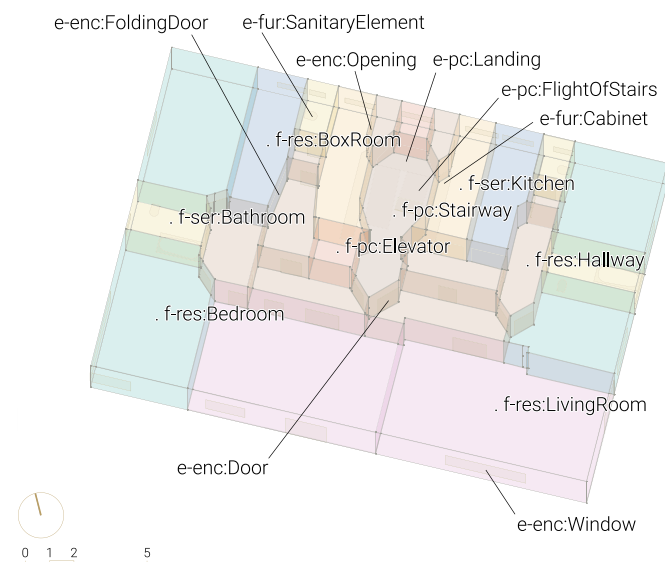 e-enc:FoldingDoor
e-fur:SanitaryElement
e-enc:Opening
e-pc:Landing
e-pc:FlightOfStairs
e-fur:Cabinet
. f-res:BoxRoom
. f-ser:Kitchen
. f-ser:Bathroom
. f-pc:Stairway
. f-pc:Elevator
. f-res:Hallway
. f-res:Bedroom
. f-res:LivingRoom
e-enc:Door
e-enc:Window
0 1 2 5